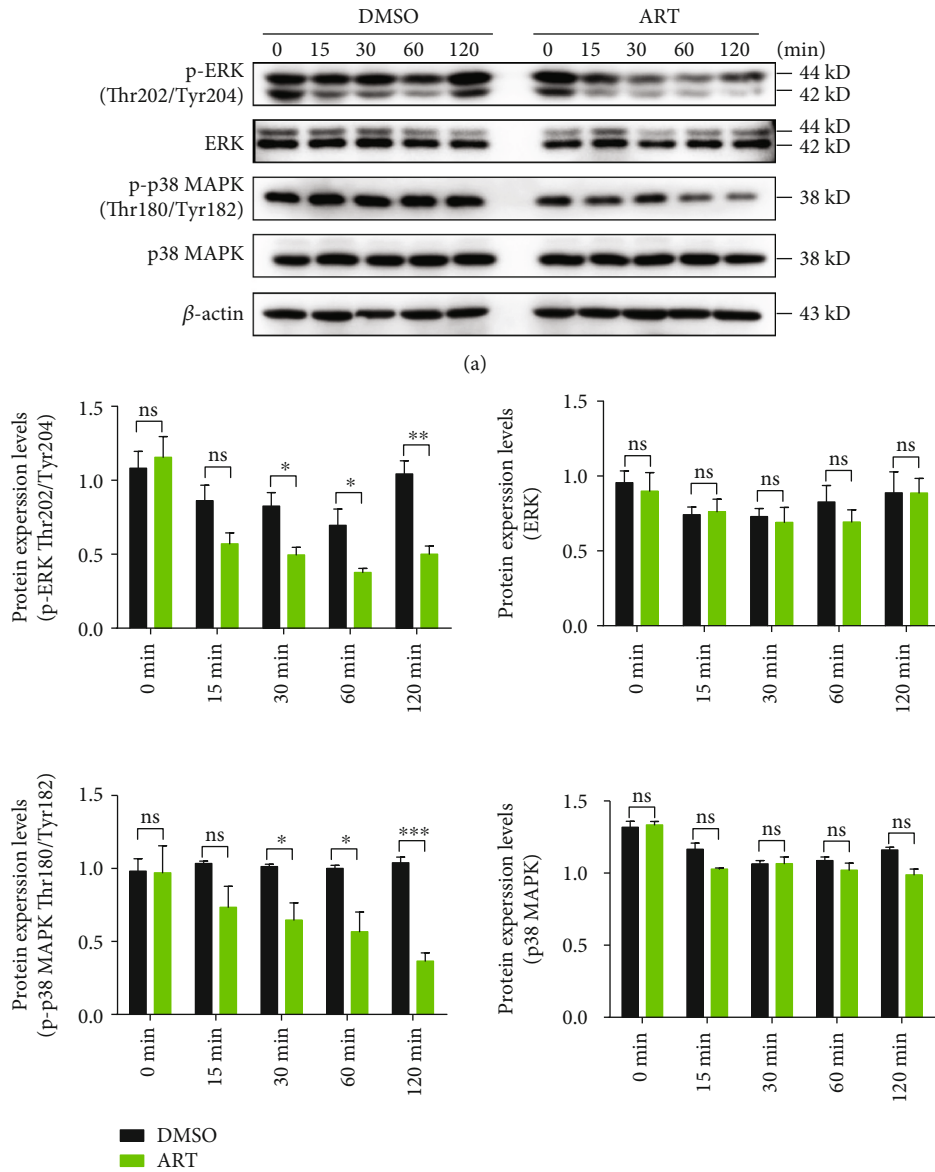 DMSO ART
0 15 30 60 120 0 15 30 60 120 (min)
p-ERK
(Thr202/Tyr204)
44 kD
42 kD
ERK
44 kD
42 kD
p-p38 MAPK
(Thr180/Tyr182)
38 kD
p38 MAPK
38 kD
β-actin
43 kD
(a)
Protein experssion levels
(p-ERK Thr202/Tyr204)
1.5
1.0
0.5
0.0
ns
ns
*
*
**
0 min
15 min
30 min
60 min
120 min
Protein experssion levels
(ERK)
1.5
1.0
0.5
0.0
ns
ns
ns
ns
ns
0 min
15 min
30 min
60 min
120 min
Protein experssion levels
(p-p38 MAPK Thr180/Tyr182)
1.5
1.0
0.5
0.0
ns
ns
*
*
***
0 min
15 min
30 min
60 min
120 min
Protein experssion levels
(p38 MAPK)
1.5
1.0
0.5
0.0
ns
ns
ns
ns
ns
0 min
15 min
30 min
60 min
120 min
DMSO
ART